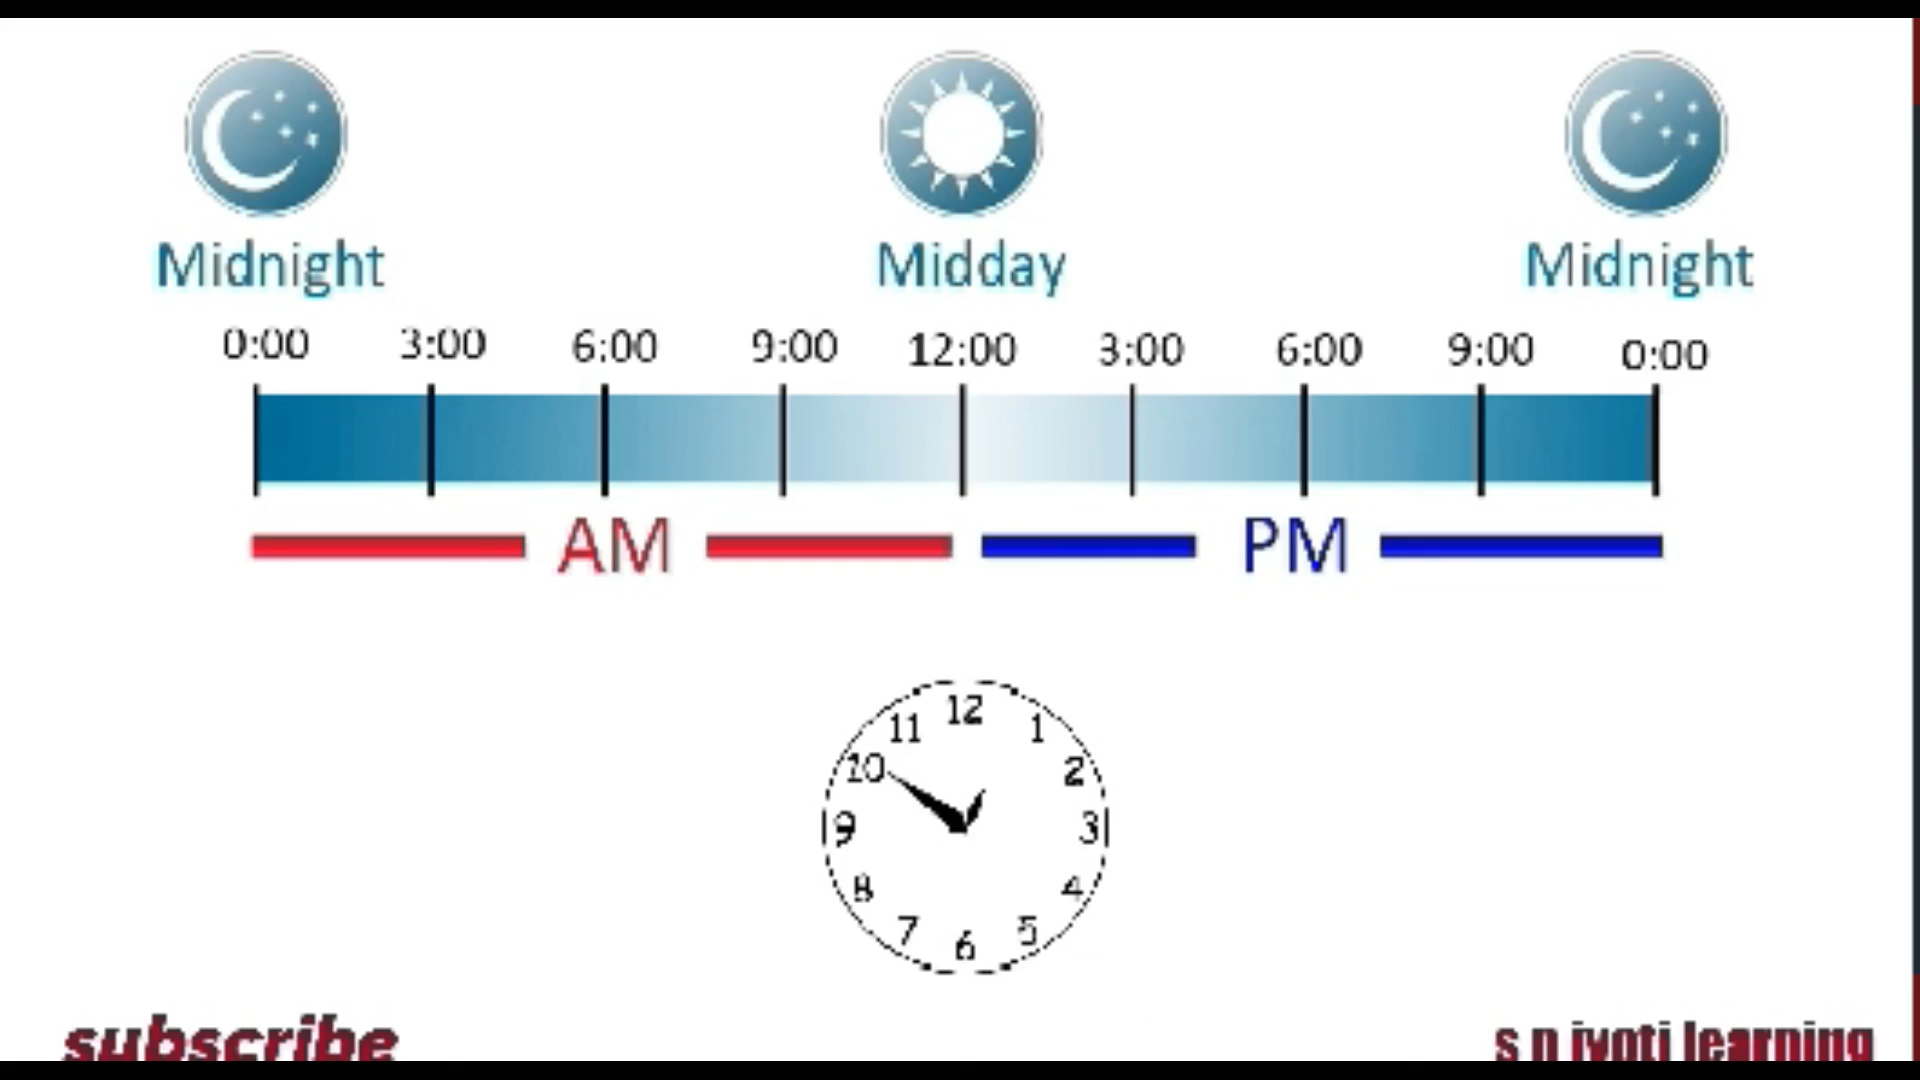 Midnight Midday Midnight
0:00 3:00 6:00 9:00 12:00 3:00 6:00 9:00 0:00
AM PM
12
11 1
10 2
9 3
8 4
7 5
6
subscribe s n jyoti learning